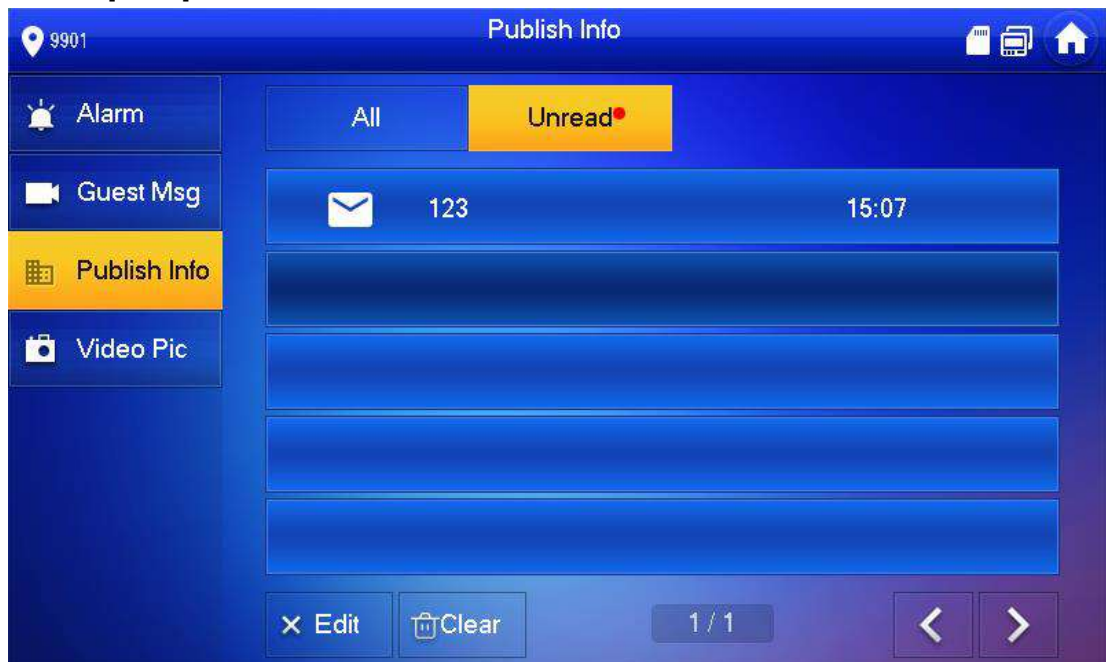 9901
Publish Info
Alarm
Guest Msg
Publish Info
Video Pic
All
Unread
123 15:07
Edit
Clear
1 / 1